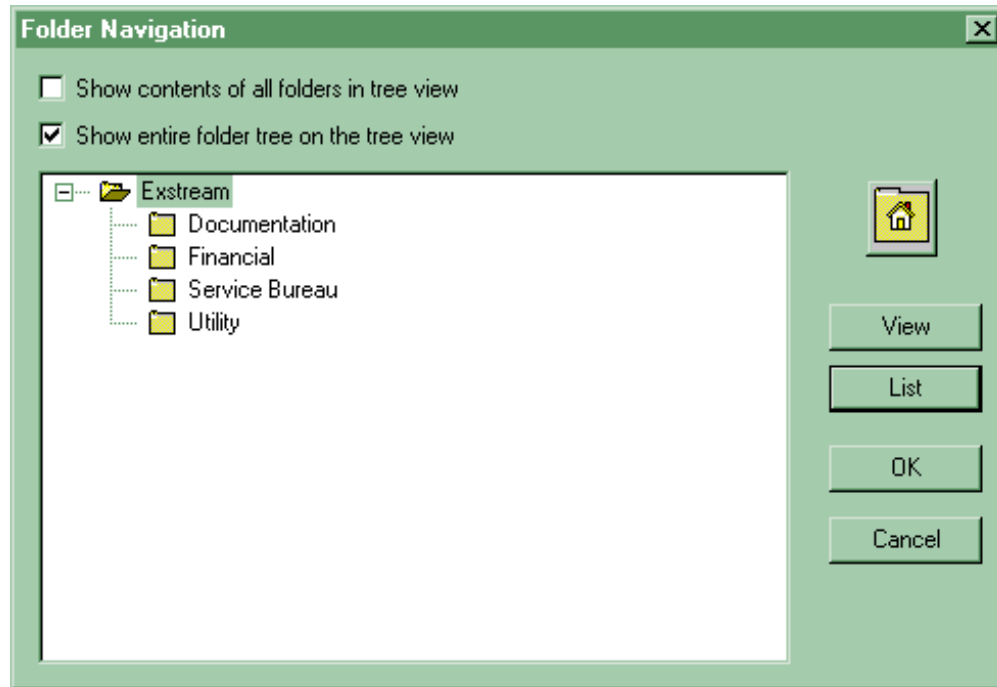 Folder Navigation
Show contents of all folders in tree view
Show entire folder tree on the tree view
Exstream
Documentation
Financial
Service Bureau
Utility
View
List
OK
Cancel